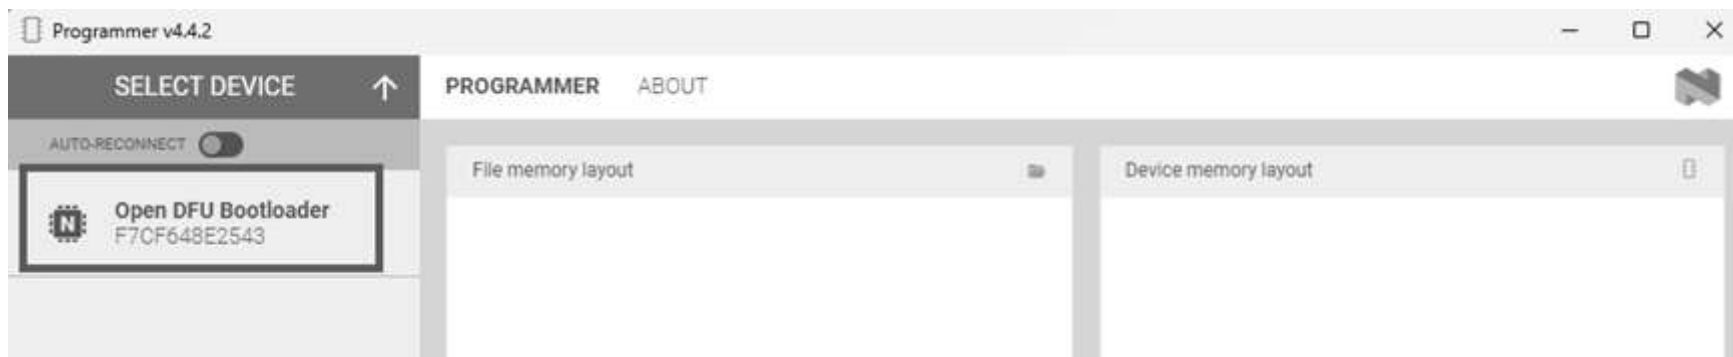 Programmer v4.4.2
SELECT DEVICE
PROGRAMMER ABOUT
AUTO-RECONNECT
File memory layout
Device memory layout
Open DFU Bootloader
F7CF648E2543